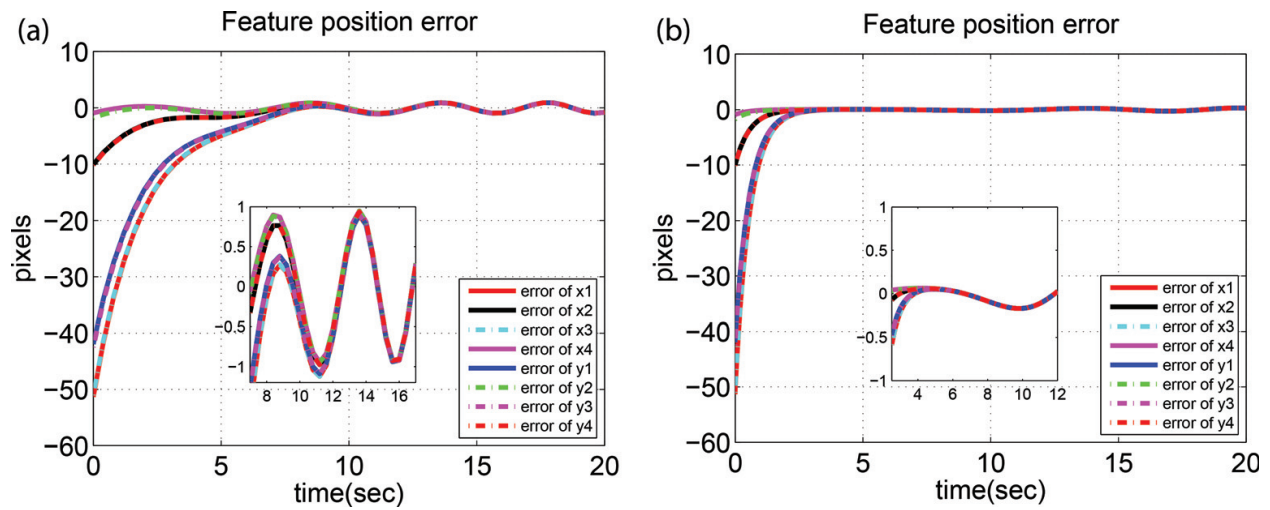 (a)
Feature position error
pixels
10
0
−10
−20
−30
−40
−50
−60
1
0.5
0
−0.5
−1
8 10 12 14 16
error of x1
error of x2
error of x3
error of x4
error of y1
error of y2
error of y3
error of y4
0 5 10 15 20
time(sec)
(b)
Feature position error
pixels
10
0
−10
−20
−30
−40
−50
−60
1
0.5
0
−0.5
−1
4 6 8 10 12
error of x1
error of x2
error of x3
error of x4
error of y1
error of y2
error of y3
error of y4
0 5 10 15 20
time(sec)